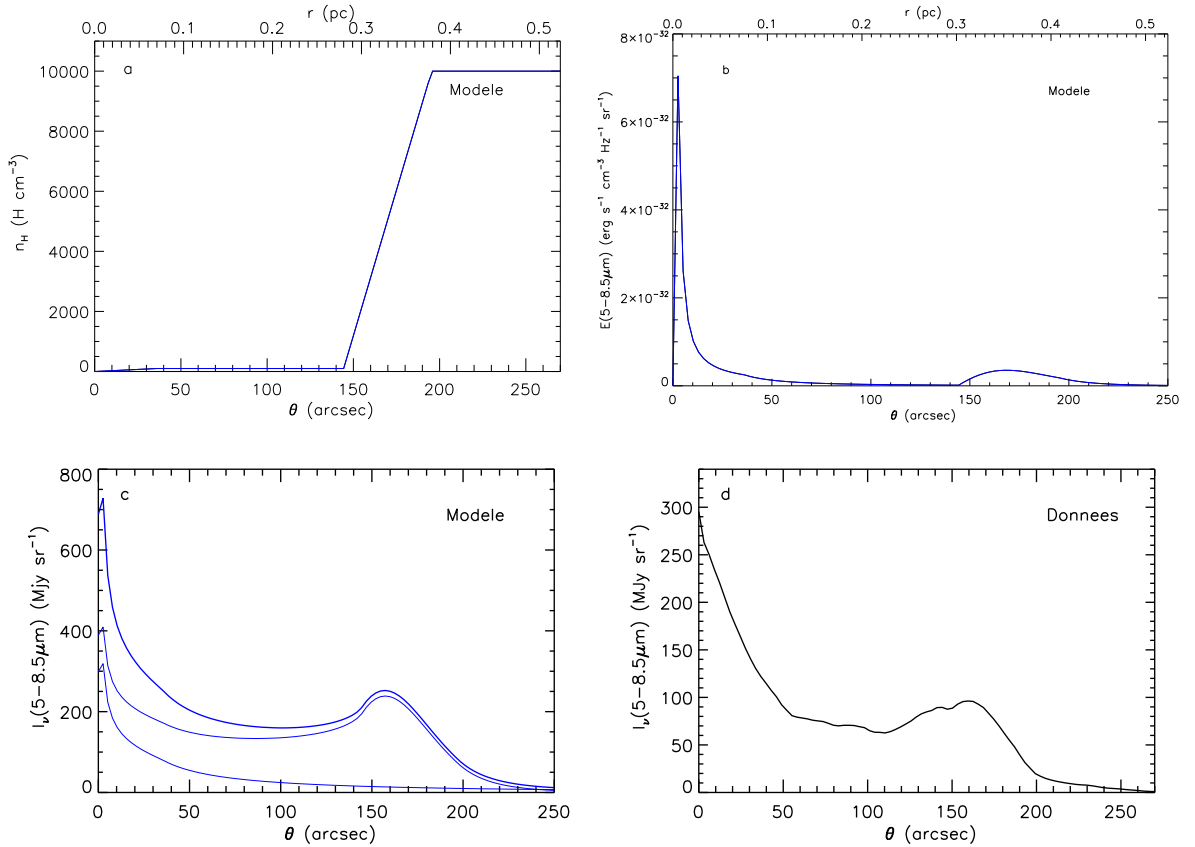 r (pc)
0.0 0.1 0.2 0.3 0.4 0.5
a
Modele
10000
8000
6000
4000
2000
0
n_H (H cm⁻³)
0 50 100 150 200 250
θ (arcsec)
r (pc)
0.0 0.1 0.2 0.3 0.4 0.5
b
Modele
8×10⁻³²
6×10⁻³²
4×10⁻³²
2×10⁻³²
0
E(5−8.5μm) (erg s⁻¹ cm⁻³ Hz⁻¹ sr⁻¹)
0 50 100 150 200 250
θ (arcsec)
c
Modele
800
600
400
200
0
I_ν(5−8.5μm) (Mjy sr⁻¹)
0 50 100 150 200 250
θ (arcsec)
d
Donnees
300
250
200
150
100
50
0
I_ν(5−8.5μm) (MJy sr⁻¹)
0 50 100 150 200 250
θ (arcsec)